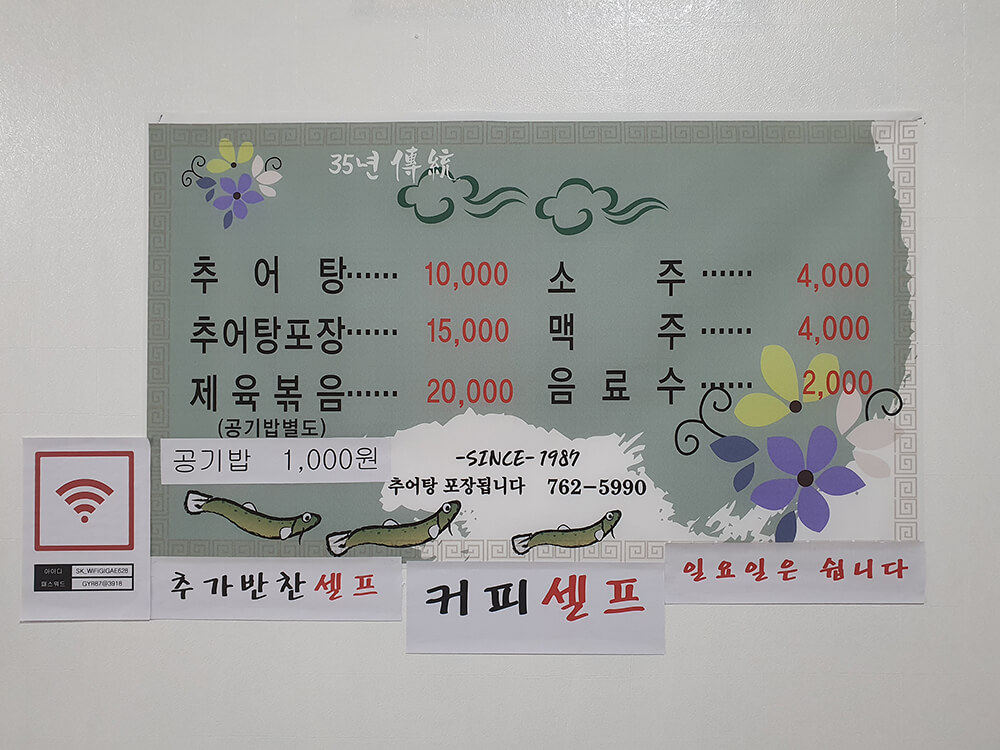 35년 傳統
추어탕······ 10,000
추어탕포장······ 15,000
제육볶음······ 20,000
(공기밥별도)
공기밥 1,000원
소주······ 4,000
맥주······ 4,000
음료수······ 2,000
-SINCE-1987
추어탕 포장됩니다 762-5990
아이디 SK_WiFiGIGAE628
패스워드 GYR87@3918
추가반찬셀프
커피셀프
일요일은 쉽니다